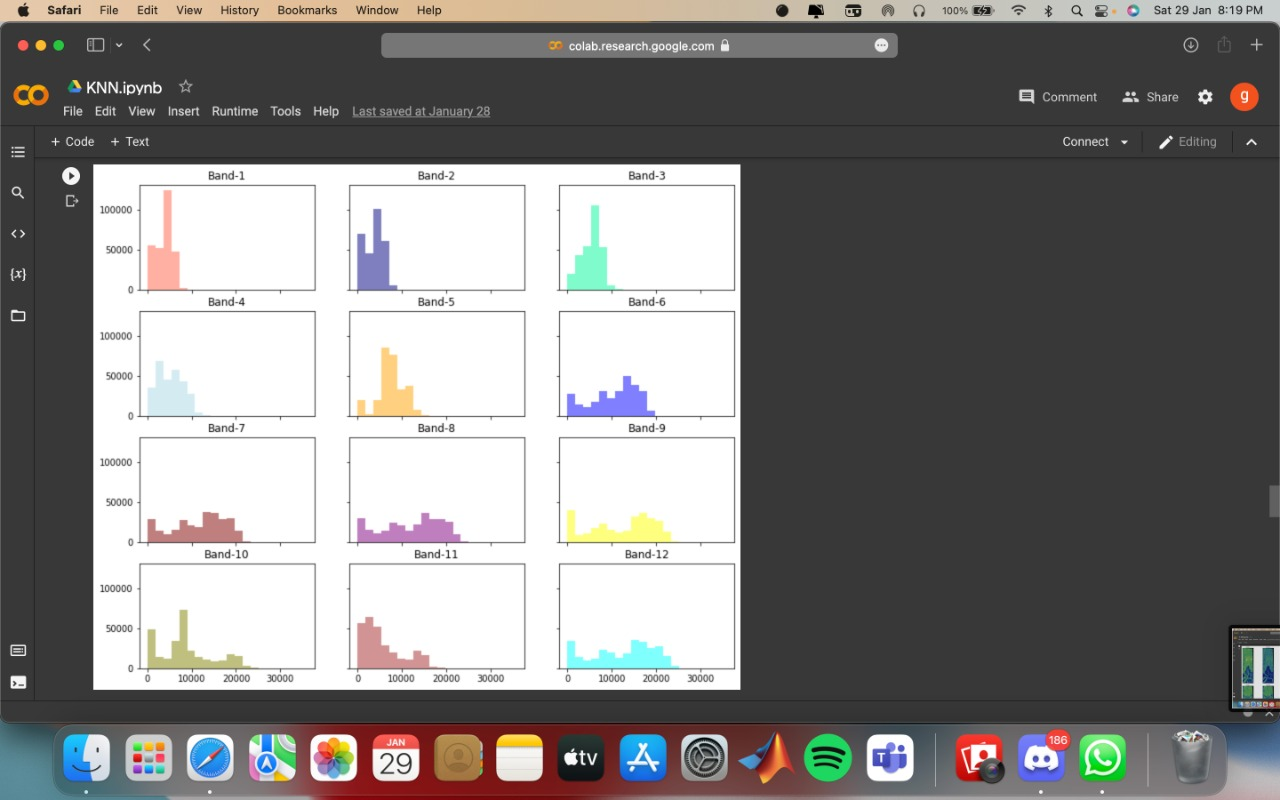 Safari File Edit View History Bookmarks Window Help 100% Sat 29 Jan 8:19 PM
colab.research.google.com
KNN.ipynb
File Edit View Insert Runtime Tools Help Last saved at January 28
Comment Share g
+ Code + Text Connect Editing
{x}
Band-1 Band-2 Band-3
100000
50000
0
Band-4 Band-5 Band-6
100000
50000
0
Band-7 Band-8 Band-9
100000
50000
0
Band-10 Band-11 Band-12
100000
50000
0
0 10000 20000 30000 0 10000 20000 30000 0 10000 20000 30000
JAN
29
tv
186